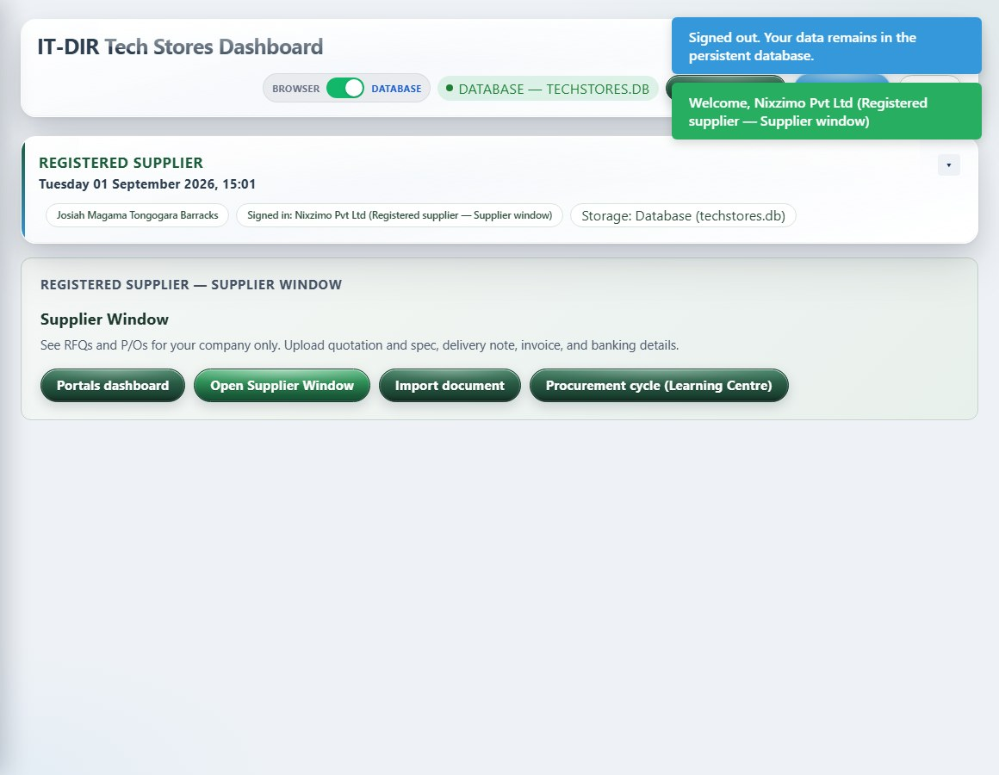 IT-DIR Tech Stores Dashboard
Signed out. Your data remains in the
persistent database.
BROWSER DATABASE DATABASE — TECHSTORES.DB
Welcome, Nixzimo Pvt Ltd (Registered
supplier — Supplier window)
REGISTERED SUPPLIER
Tuesday 01 September 2026, 15:01
Josiah Magama Tongogara Barracks Signed in: Nixzimo Pvt Ltd (Registered supplier — Supplier window) Storage: Database (techstores.db)
REGISTERED SUPPLIER — SUPPLIER WINDOW
Supplier Window
See RFQs and P/Os for your company only. Upload quotation and spec, delivery note, invoice, and banking details.
Portals dashboard Open Supplier Window Import document Procurement cycle (Learning Centre)